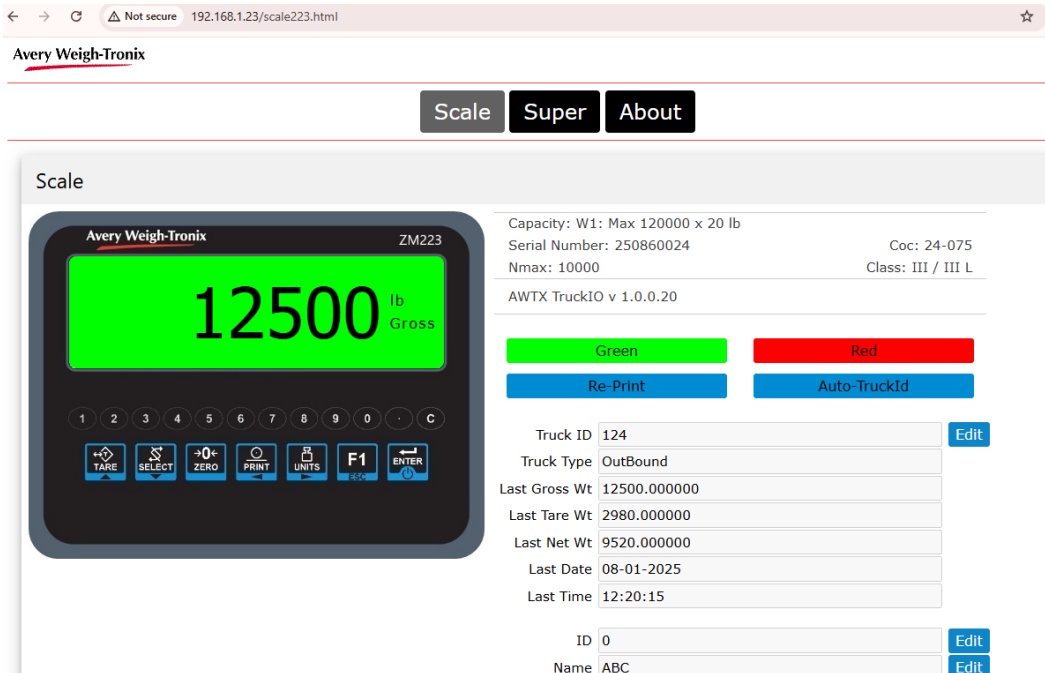 Not secure 192.168.1.23/scale223.html
Avery Weigh-Tronix
Scale Super About
Scale
Avery Weigh-Tronix
ZM223
12500 lb
Gross
1 2 3 4 5 6 7 8 9 0 · C
TARE SELECT →0← ZERO PRINT UNITS F1 ESC ENTER
Capacity: W1: Max 120000 x 20 lb
Serial Number: 250860024 Coc: 24-075
Nmax: 10000 Class: III / III L
AWTX TruckIO v 1.0.0.20
Green Red
Re-Print Auto-TruckId
Truck ID 124 Edit
Truck Type OutBound
Last Gross Wt 12500.000000
Last Tare Wt 2980.000000
Last Net Wt 9520.000000
Last Date 08-01-2025
Last Time 12:20:15
ID 0 Edit
Name ABC Edit